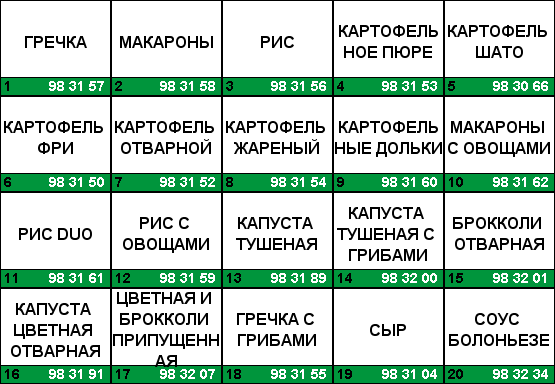 ГРЕЧКА
1 98 31 57
МАКАРОНЫ
2 98 31 58
РИС
3 98 31 56
КАРТОФЕЛЬ
НОЕ ПЮРЕ
4 98 31 53
КАРТОФЕЛЬ
ШАТО
5 98 30 66
КАРТОФЕЛЬ
ФРИ
6 98 31 50
КАРТОФЕЛЬ
ОТВАРНОЙ
7 98 31 52
КАРТОФЕЛЬ
ЖАРЕНЫЙ
8 98 31 54
КАРТОФЕЛЬ
НЫЕ ДОЛЬКИ
9 98 31 60
МАКАРОНЫ
С ОВОЩАМИ
10 98 31 62
РИС DUO
11 98 31 61
РИС С
ОВОЩАМИ
12 98 31 59
КАПУСТА
ТУШЕНАЯ
13 98 31 89
КАПУСТА
ТУШЕНАЯ С
ГРИБАМИ
14 98 32 00
БРОККОЛИ
ОТВАРНАЯ
15 98 32 01
КАПУСТА
ЦВЕТНАЯ
ОТВАРНАЯ
16 98 31 91
ЦВЕТНАЯ И
БРОККОЛИ
ПРИПУЩЕНН
АЯ
17 98 32 07
ГРЕЧКА С
ГРИБАМИ
18 98 31 55
СЫР
19 98 31 04
СОУС
БОЛОНЬЕЗЕ
20 98 32 34